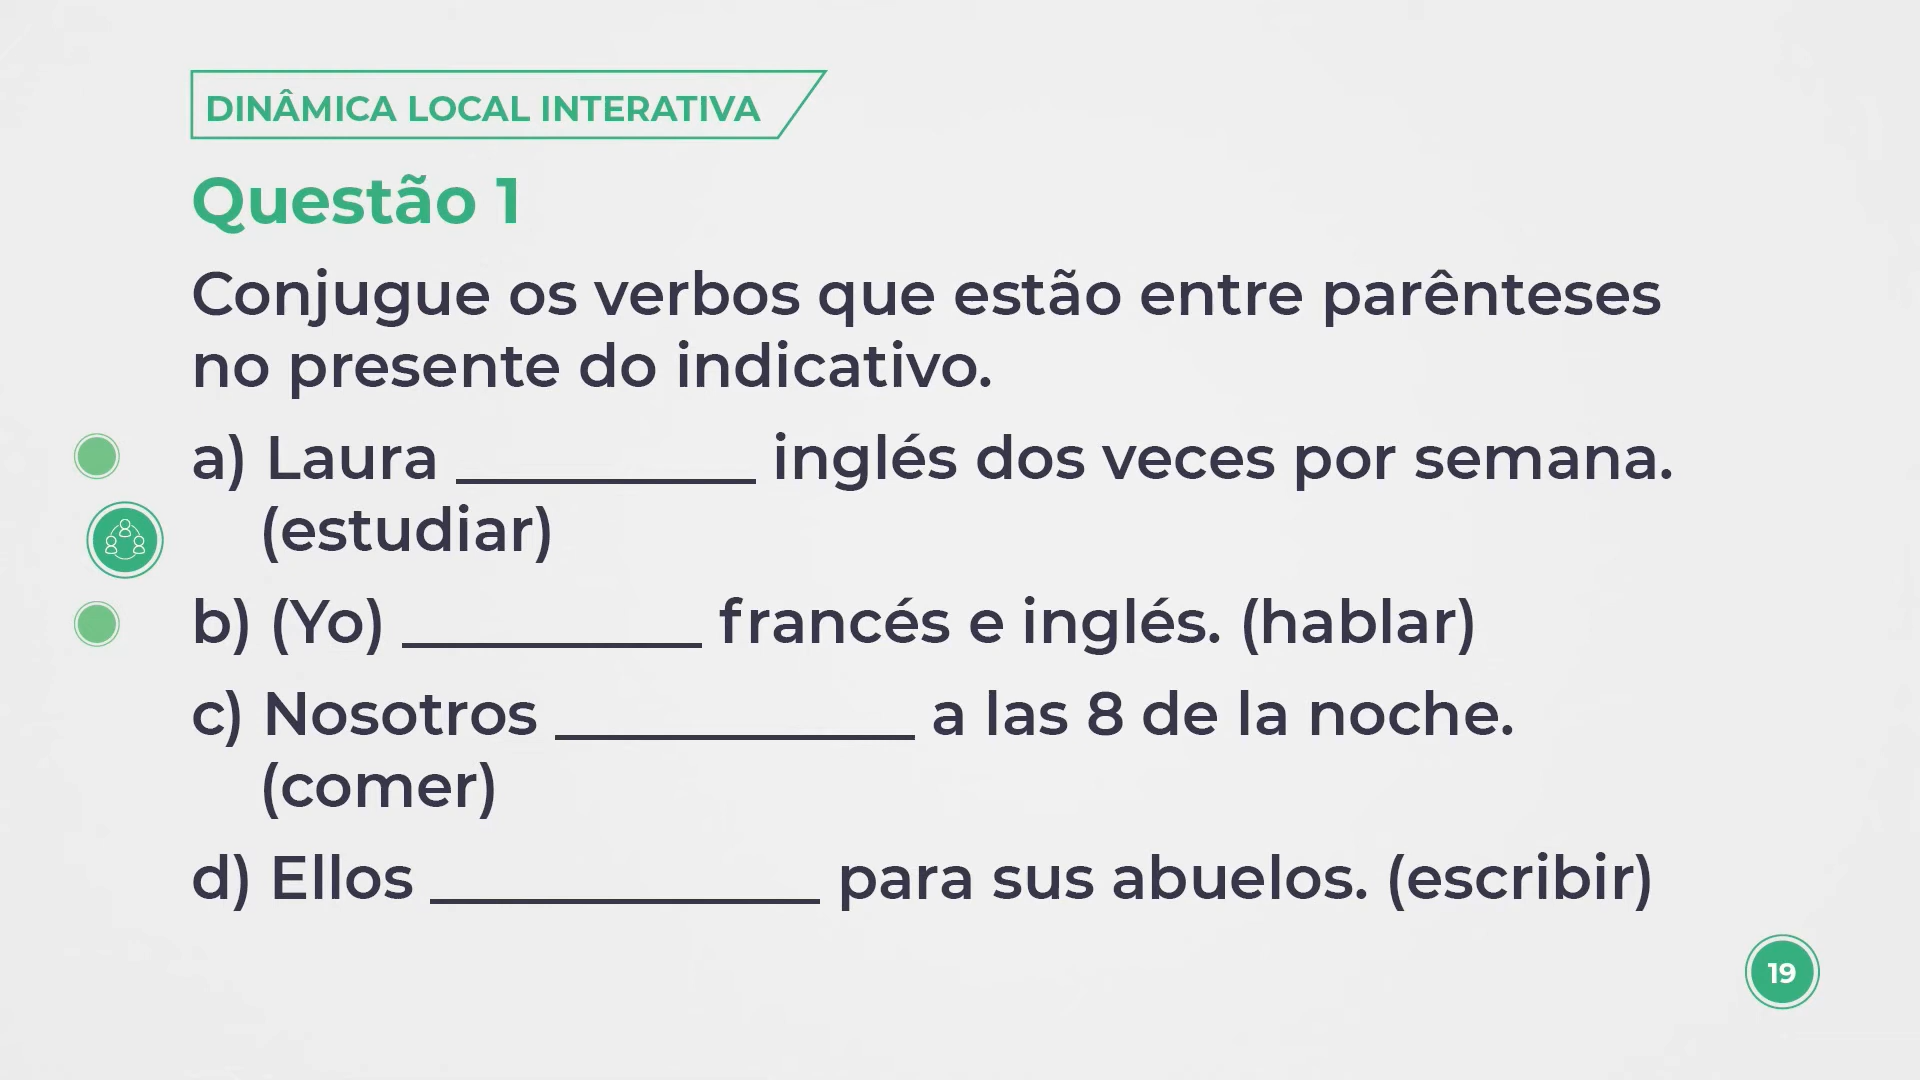 DINÂMICA LOCAL INTERATIVA
Questão 1
Conjugue os verbos que estão entre parênteses
no presente do indicativo.
a) Laura __________ inglés dos veces por semana.
(estudiar)
b) (Yo) __________ francés e inglés. (hablar)
c) Nosotros ____________ a las 8 de la noche.
(comer)
d) Ellos _____________ para sus abuelos. (escribir)
19